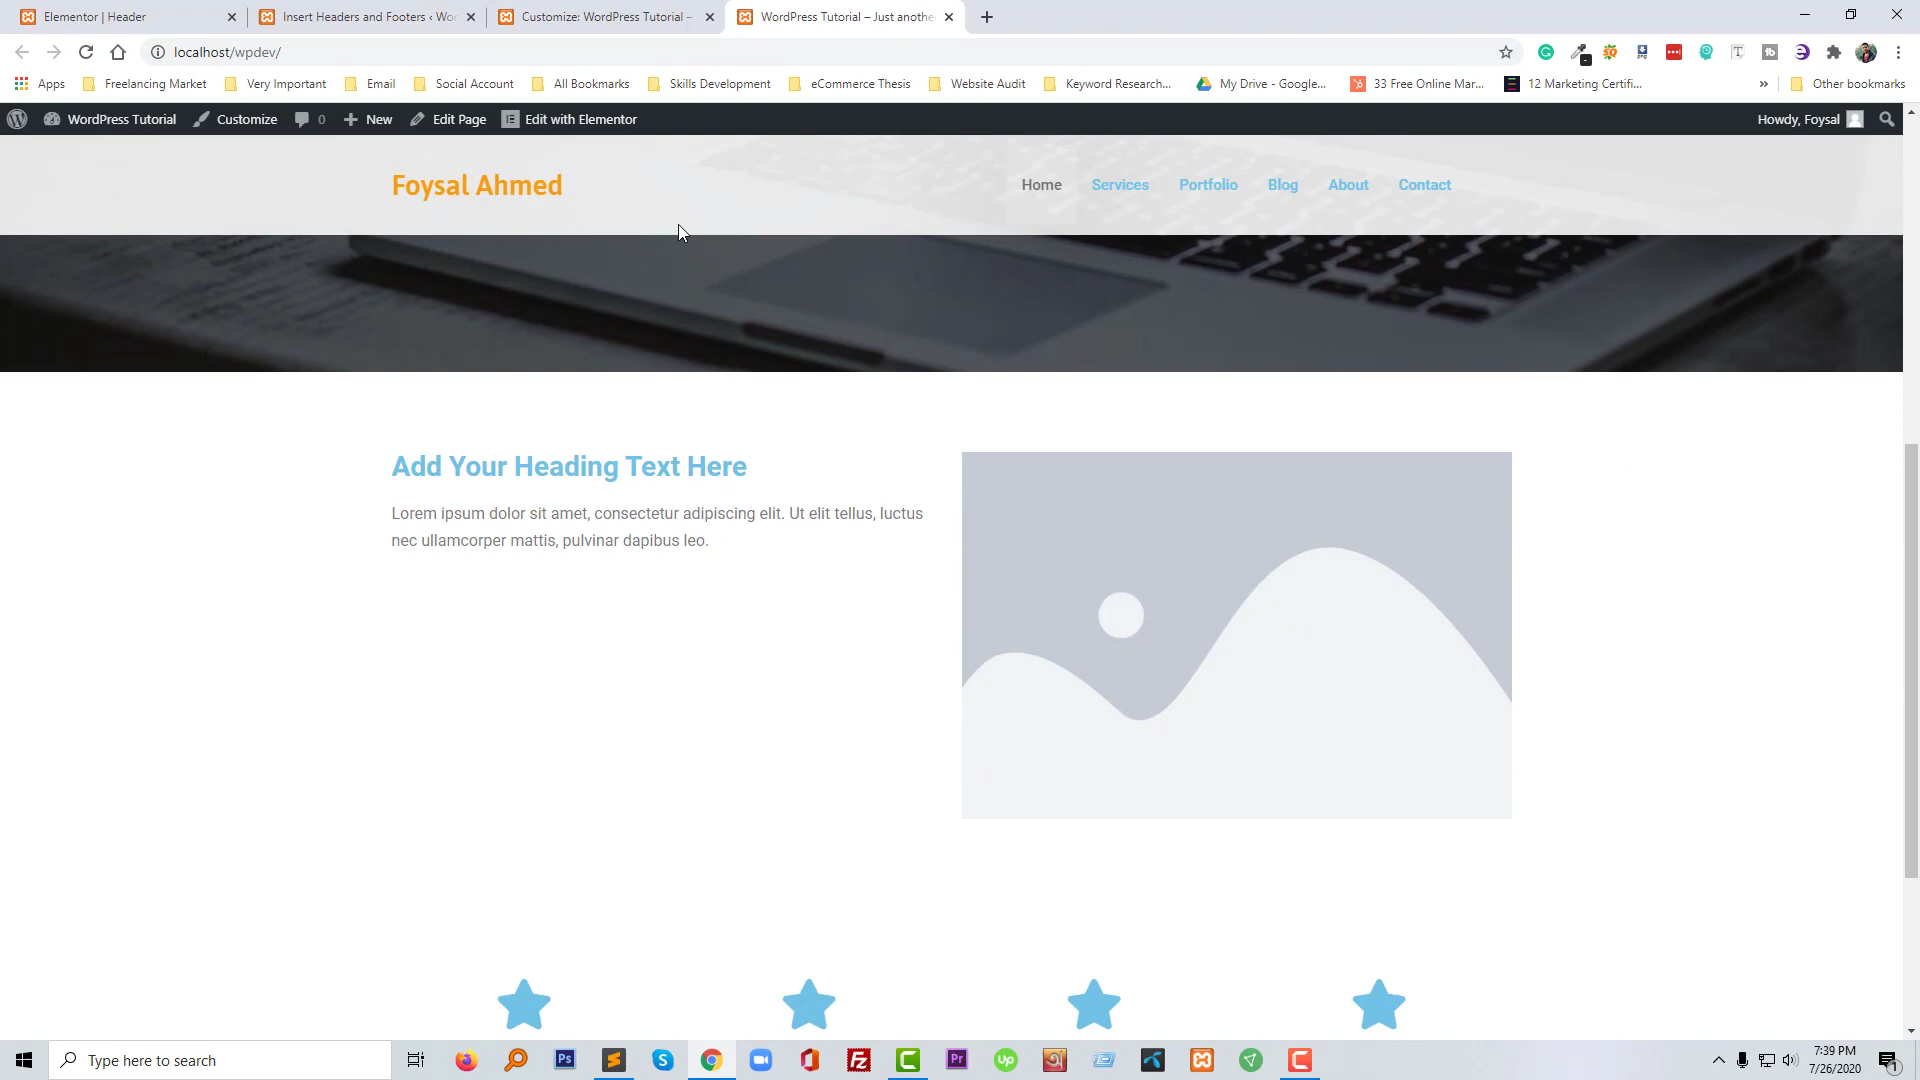 Elementor | Header
Insert Headers and Footers ‹ Wo
Customize: WordPress Tutorial –
WordPress Tutorial – Just anothe
localhost/wpdev/
Apps
Freelancing Market
Very Important
Email
Social Account
All Bookmarks
Skills Development
eCommerce Thesis
Website Audit
Keyword Research...
My Drive - Google...
33 Free Online Mar...
12 Marketing Certifi...
»
Other bookmarks
WordPress Tutorial
Customize
0
New
Edit Page
Edit with Elementor
Howdy, Foysal
Foysal Ahmed
Home
Services
Portfolio
Blog
About
Contact
Add Your Heading Text Here
Lorem ipsum dolor sit amet, consectetur adipiscing elit. Ut elit tellus, luctus
nec ullamcorper mattis, pulvinar dapibus leo.
Type here to search
Ps
Pr
Up
7:39 PM
7/26/2020
1